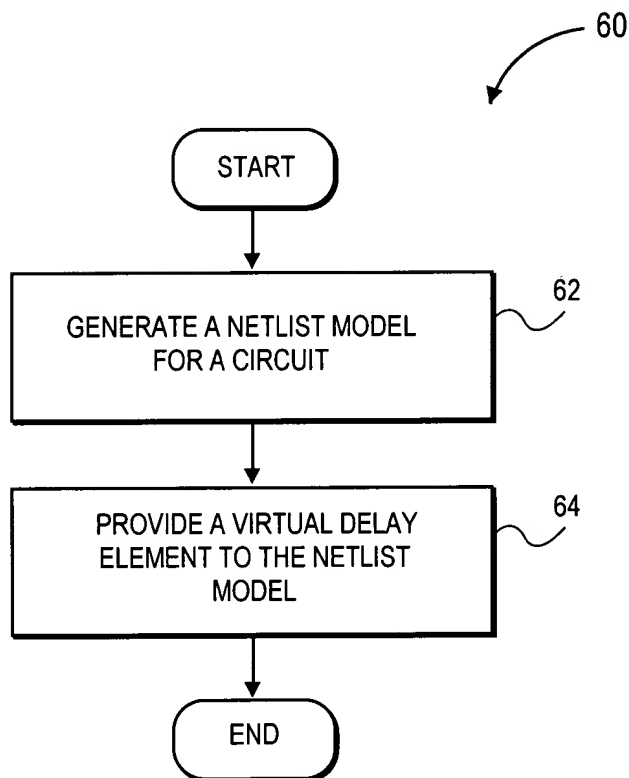 60
START
62
GENERATE A NETLIST MODEL
FOR A CIRCUIT
64
PROVIDE A VIRTUAL DELAY
ELEMENT TO THE NETLIST
MODEL
END